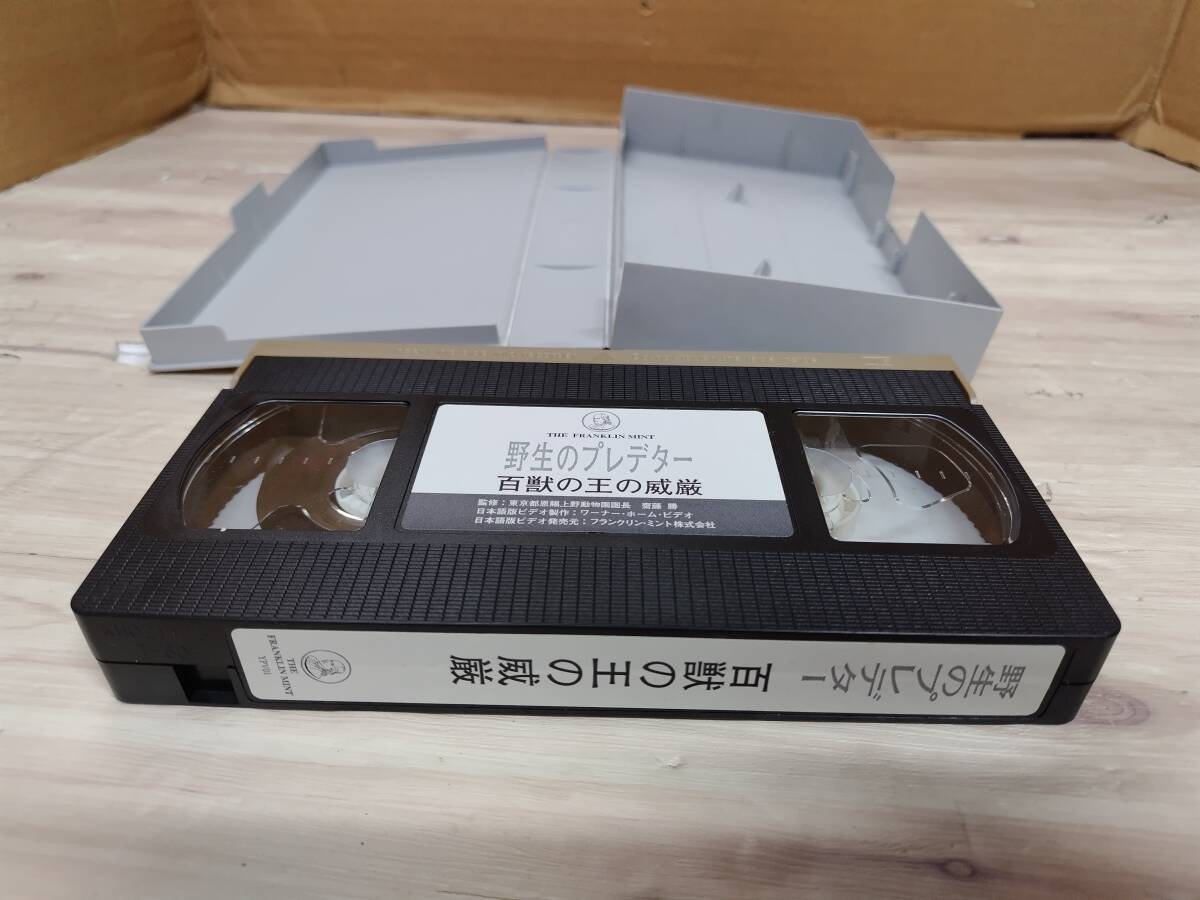 THE FRANKLIN MINT
野生のプレデター
百獣の王の威厳
監修：東京都恩賜上野動物園園長 齋藤 勝
日本語版ビデオ製作：ワーナー・ホーム・ビデオ
日本語版ビデオ発売元：フランクリン・ミント株式会社
野生のプレデター
百獣の王の威厳
THE
FRANKLIN MINT
YPV01